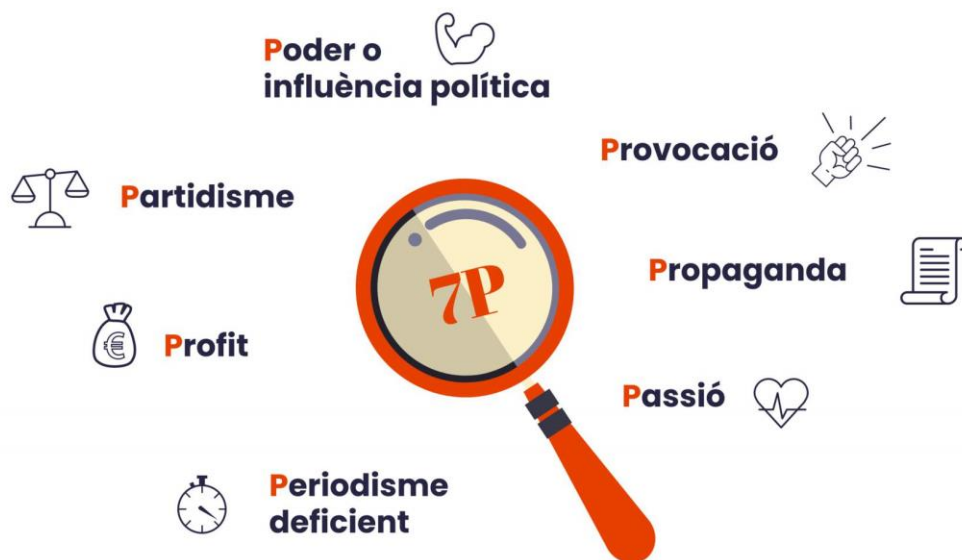 Poder o
influència política
Provocació
Partidisme
Propaganda
7P
Profit
€
Passió
Periodisme
deficient